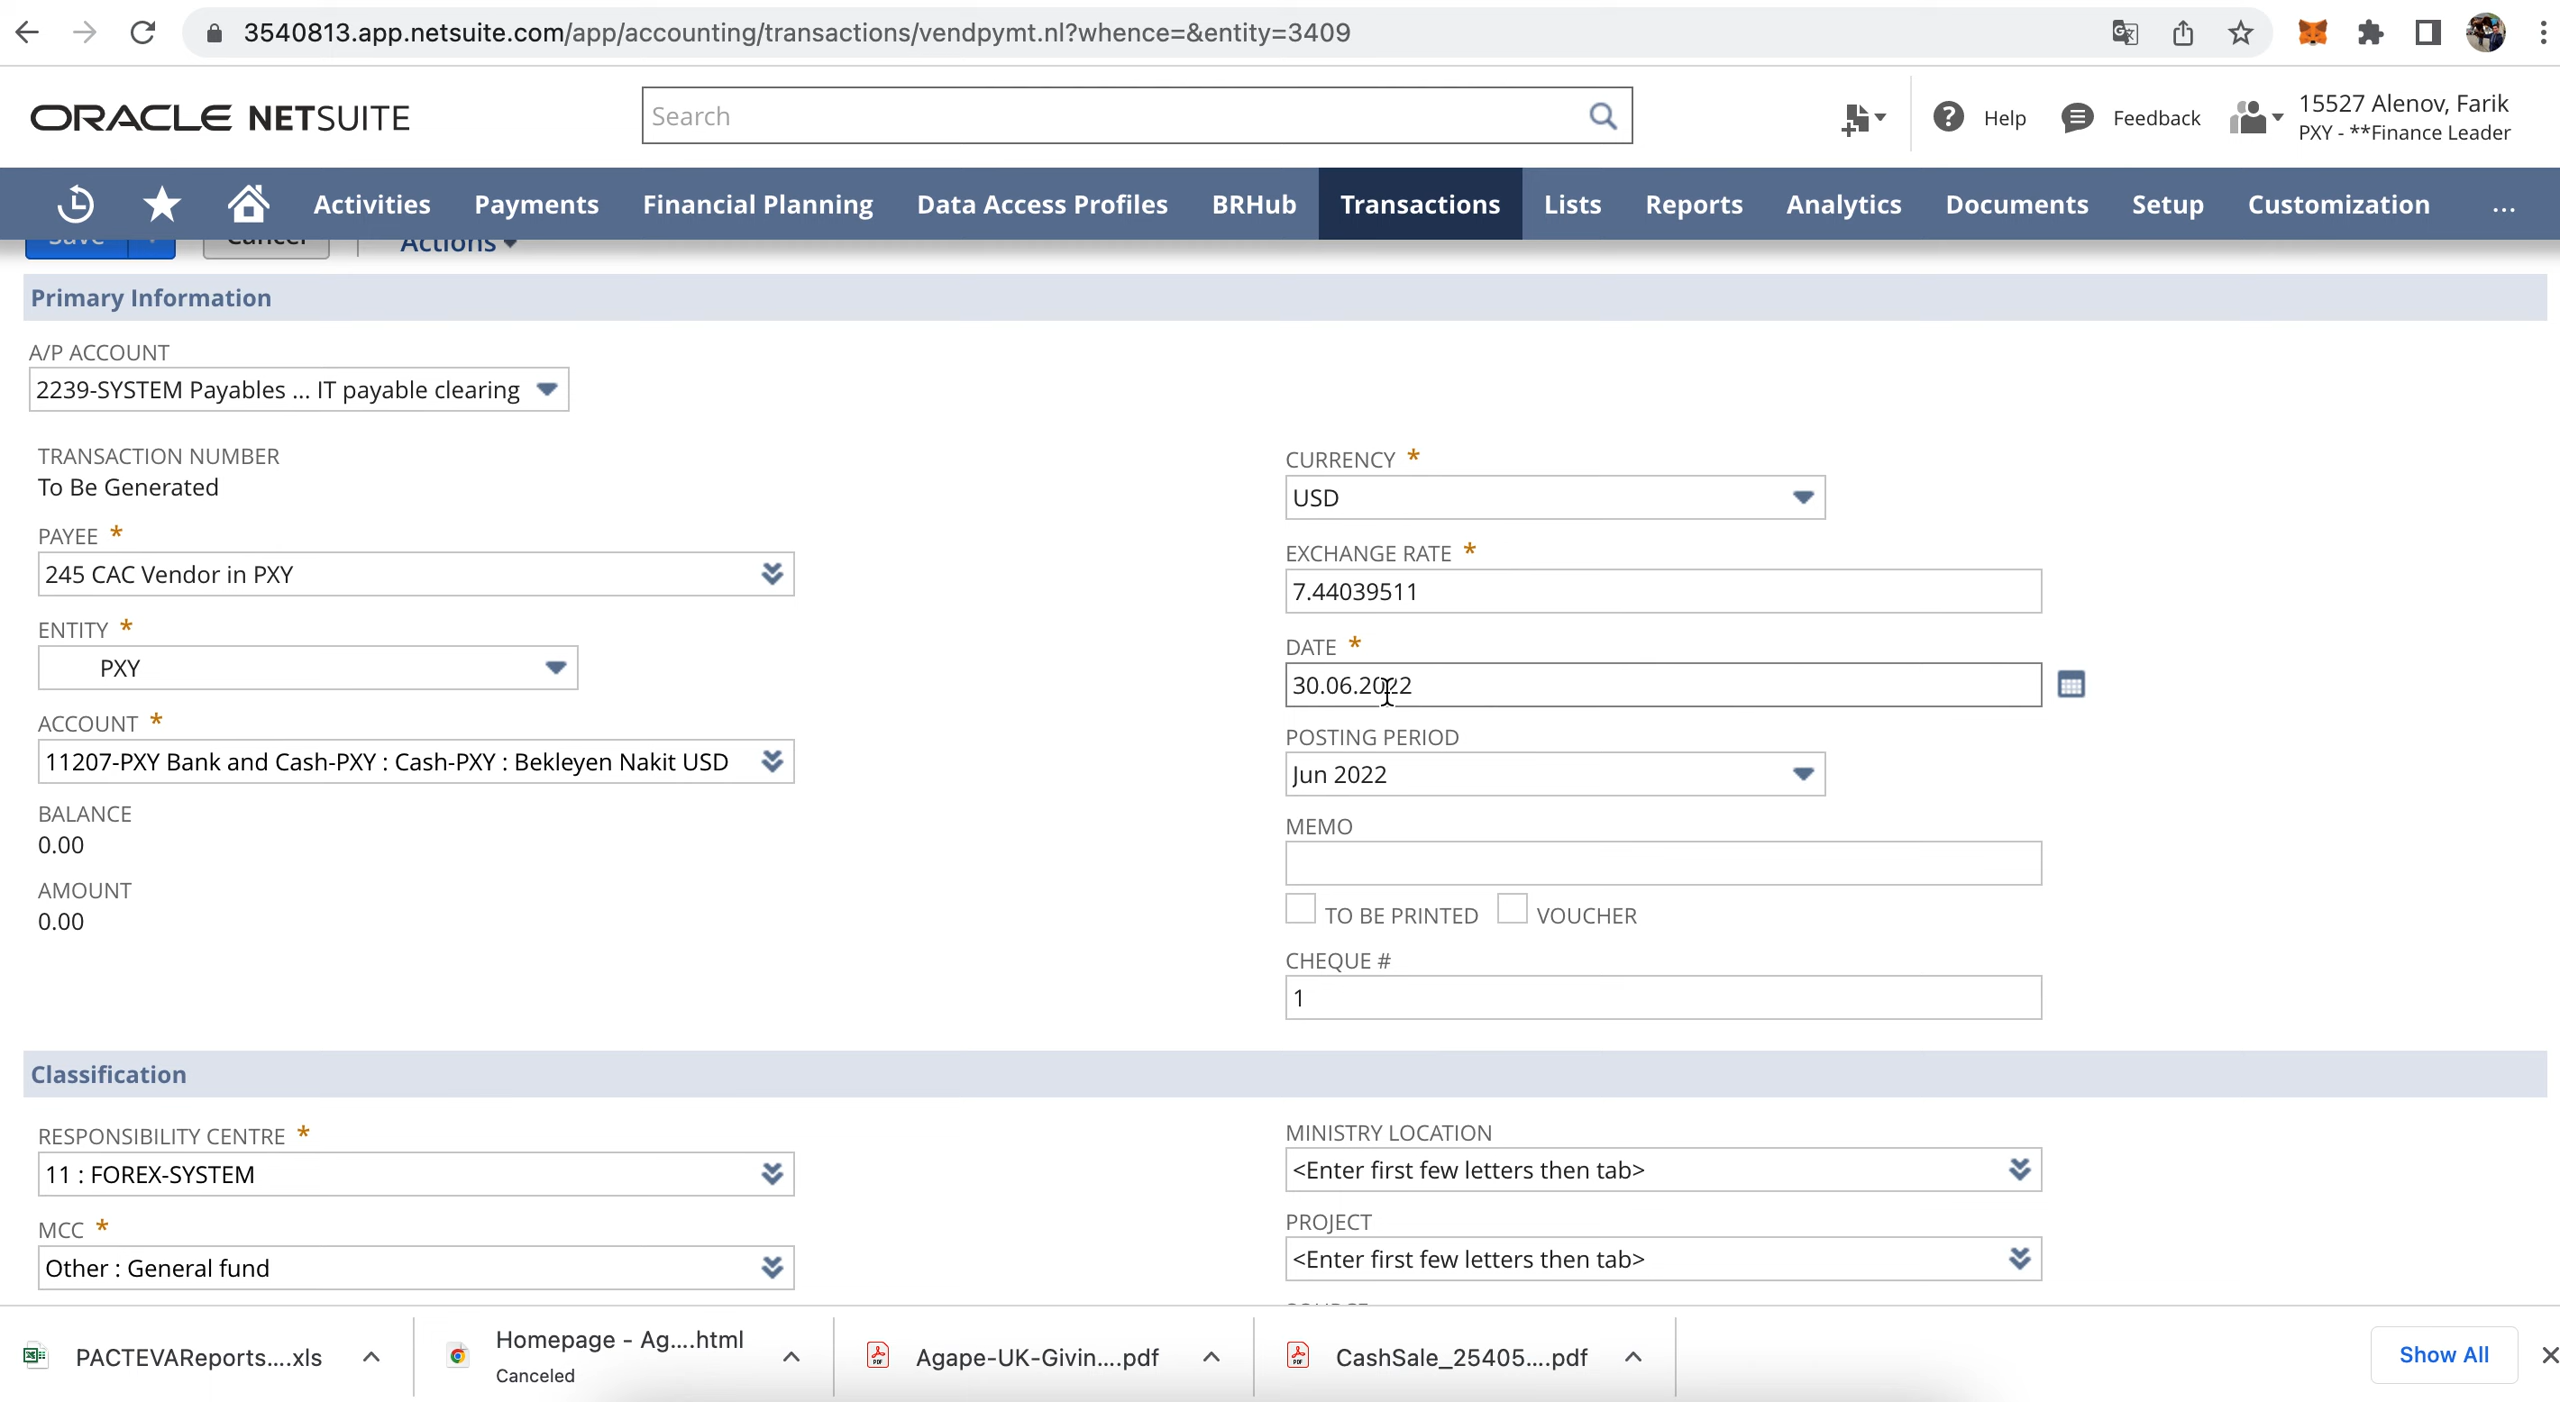 3540813.app.netsuite.com/app/accounting/transactions/vendpymt.nl?whence=&entity=3409
ORACLE NETSUITE
Search
Help
Feedback
15527 Alenov, Farik
PXY - **Finance Leader
Activities Payments Financial Planning Data Access Profiles BRHub Transactions Lists Reports Analytics Documents Setup Customization ...
Save Cancel Actions
Primary Information
A/P ACCOUNT
2239-SYSTEM Payables ... IT payable clearing
TRANSACTION NUMBER
To Be Generated
PAYEE *
245 CAC Vendor in PXY
ENTITY *
PXY
ACCOUNT *
11207-PXY Bank and Cash-PXY : Cash-PXY : Bekleyen Nakit USD
BALANCE
0.00
AMOUNT
0.00
CURRENCY *
USD
EXCHANGE RATE *
7.44039511
DATE *
30.06.2022
POSTING PERIOD
Jun 2022
MEMO
TO BE PRINTED VOUCHER
CHEQUE #
1
Classification
RESPONSIBILITY CENTRE *
11 : FOREX-SYSTEM
MCC *
Other : General fund
MINISTRY LOCATION
<Enter first few letters then tab>
PROJECT
<Enter first few letters then tab>
PACTEVAReports....xls
Homepage - Ag....html
Canceled
Agape-UK-Givin....pdf
CashSale_25405....pdf
Show All